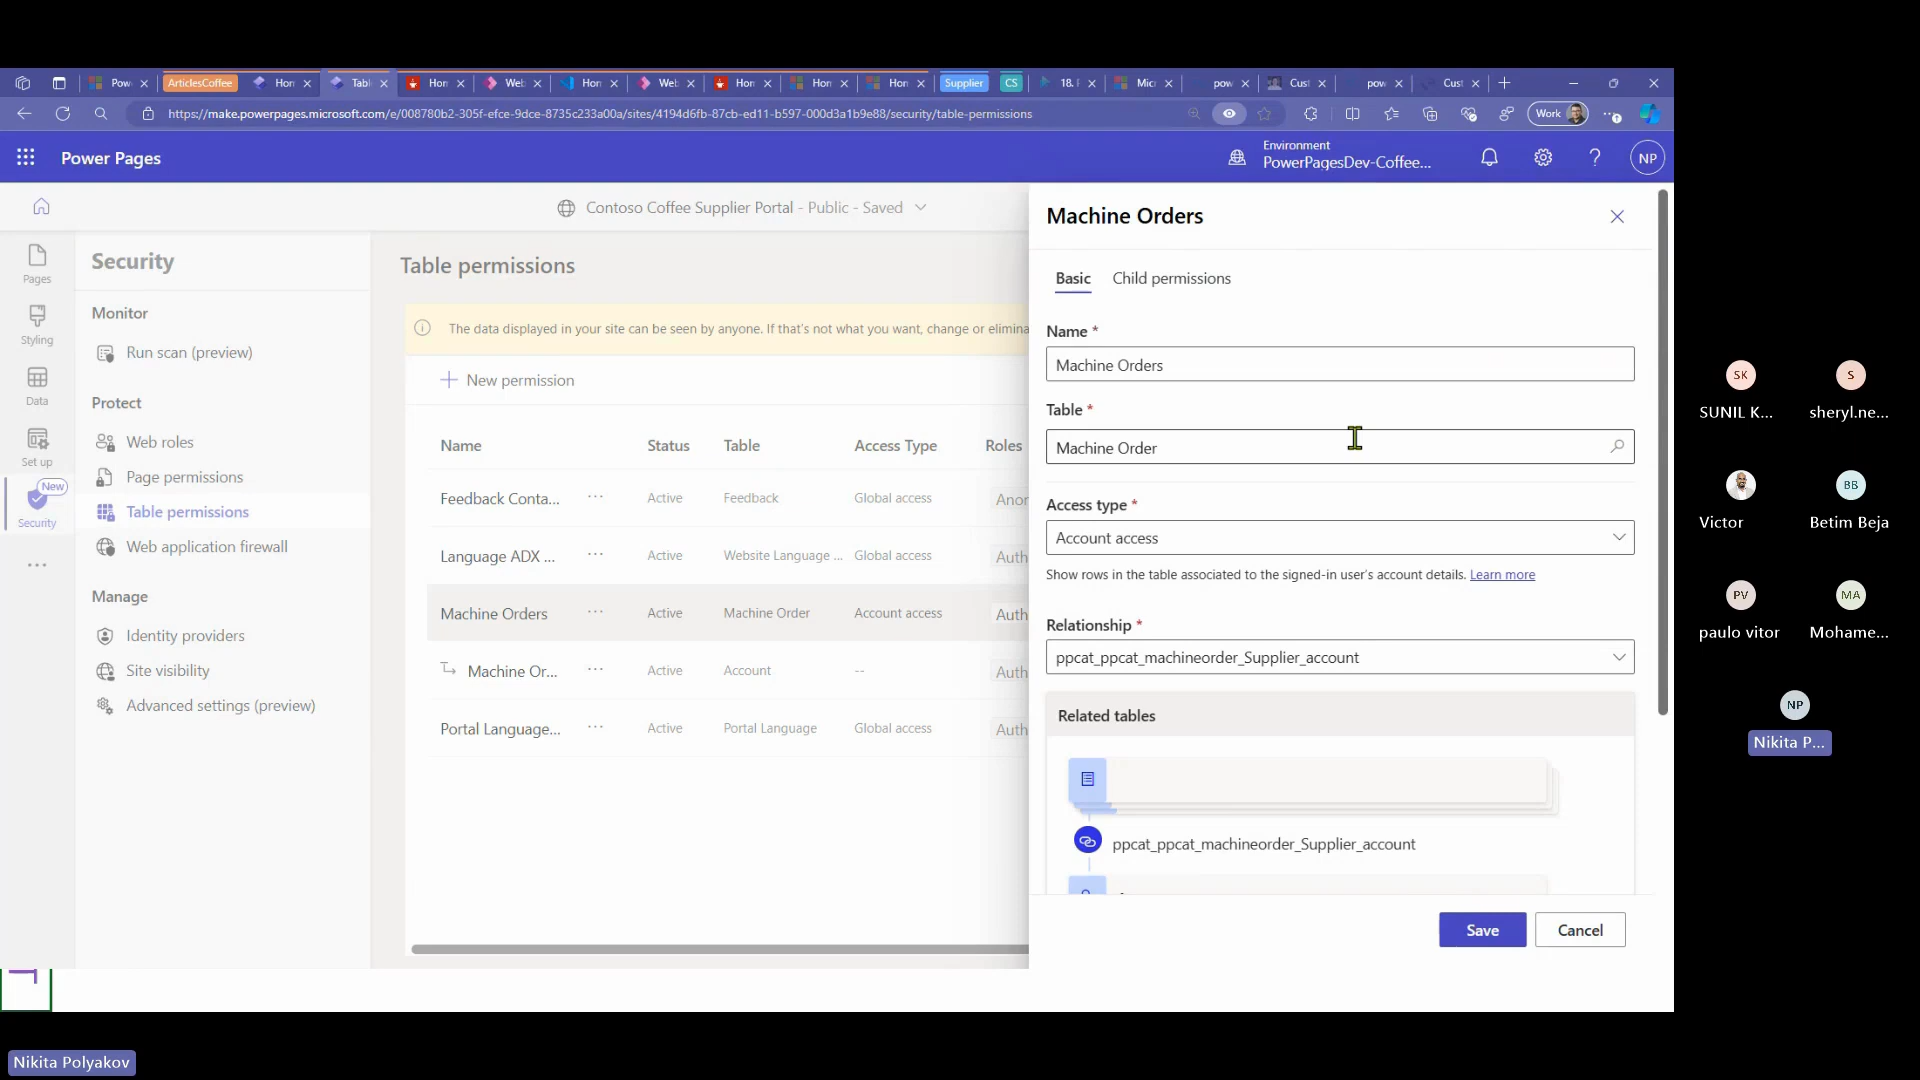 Pow
ArticlesCoffee
Hon
Tabl
Hon
Web
Hon
Web
Hon
Hon
Hon
Supplier
CS
18. F
Micr
pow
Cust
pow
Cust
https://make.powerpages.microsoft.com/e/008780b2-305f-efce-9dce-8735c233a00a/sites/4194d6fb-87cb-ed11-b597-000d3a1b9e88/security/table-permissions
Work
Power Pages
Environment
PowerPagesDev-Coffee...
NP
Contoso Coffee Supplier Portal - Public - Saved
Pages
Styling
Data
Set up
New
Security
Security
Monitor
Run scan (preview)
Protect
Web roles
Page permissions
Table permissions
Web application firewall
Manage
Identity providers
Site visibility
Advanced settings (preview)
Table permissions
The data displayed in your site can be seen by anyone. If that's not what you want, change or elimina
New permission
Name Status Table Access Type Roles
Feedback Conta... Active Feedback Global access Anor
Language ADX ... Active Website Language ... Global access Auth
Machine Orders Active Machine Order Account access Auth
Machine Or... Active Account -- Auth
Portal Language... Active Portal Language Global access Auth
Machine Orders
Basic Child permissions
Name *
Machine Orders
Table *
Machine Order
Access type *
Account access
Show rows in the table associated to the signed-in user's account details. Learn more
Relationship *
ppcat_ppcat_machineorder_Supplier_account
Related tables
ppcat_ppcat_machineorder_Supplier_account
Save Cancel
SK
SUNIL K...
S
sheryl.ne...
Victor
BB
Betim Beja
PV
paulo vitor
MA
Mohame...
NP
Nikita P...
Nikita Polyakov